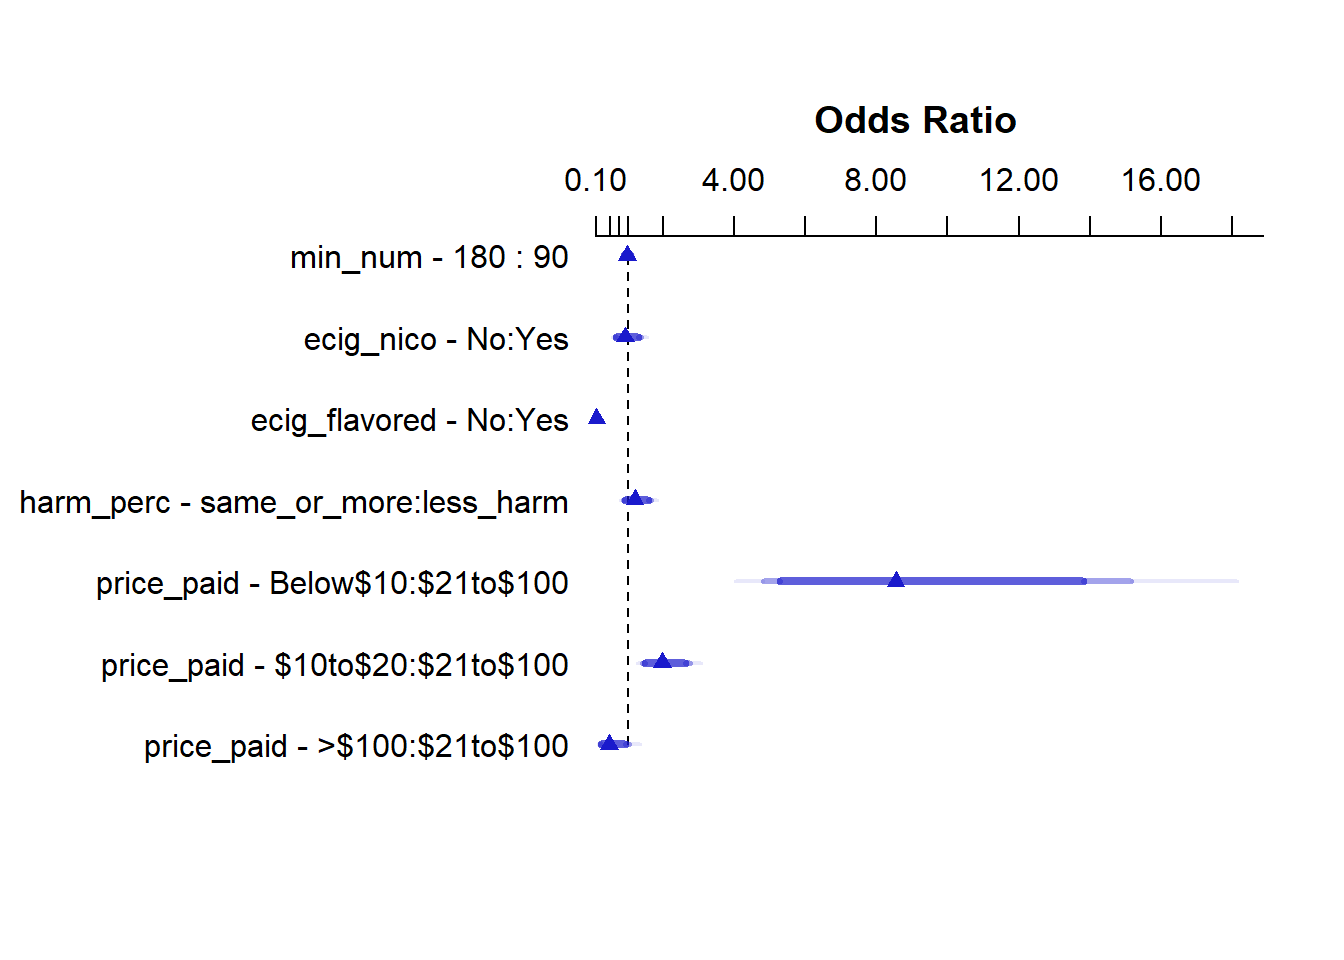 Odds Ratio
0.10 4.00 8.00 12.00 16.00
min_num - 180 : 90
ecig_nico - No:Yes
ecig_flavored - No:Yes
harm_perc - same_or_more:less_harm
price_paid - Below$10:$21to$100
price_paid - $10to$20:$21to$100
price_paid - >$100:$21to$100